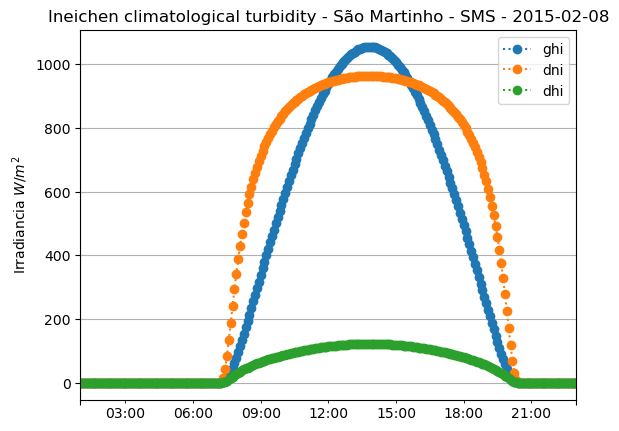 Ineichen climatological turbidity - São Martinho - SMS - 2015-02-08
ghi
dni
dhi
Irradiancia W/m²
1000
800
600
400
200
0
03:00 06:00 09:00 12:00 15:00 18:00 21:00